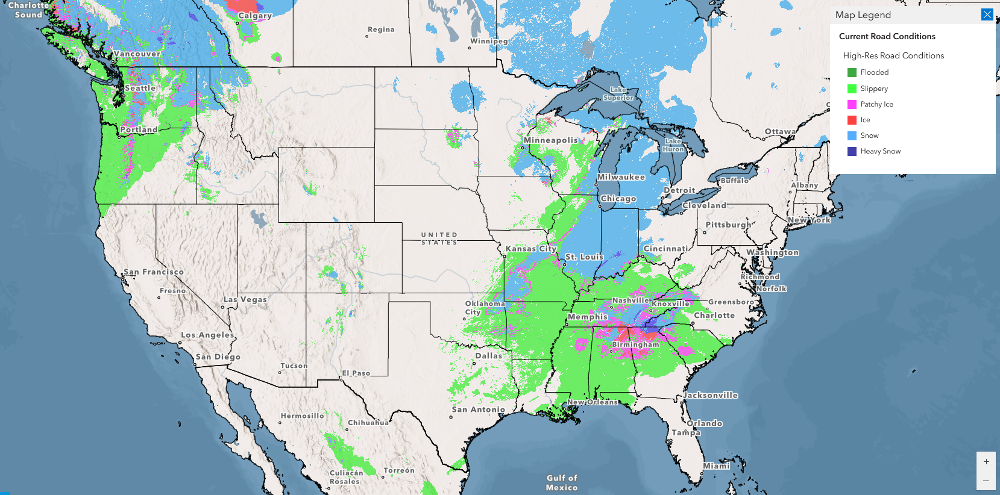 Charlotte
Sound
Calgary
Regina
Winnipeg
Vancouver
Seattle
Portland
Lake
Superior
Minneapolis
Lake
Huron
Ottawa
Milwaukee
Buffalo
Albany
Detroit
Chicago
Cleveland
New York
Pittsburgh
UNITED
STATES
Kansas City
Cincinnati
Washington
St. Louis
San Francisco
Richmond
Fresno
Norfolk
Las Vegas
Nashville
Oklahoma
City
Knoxville
Greensboro
Memphis
Charlotte
Los Angeles
Birmingham
San Diego
Dallas
Tucson
El Paso
Jacksonville
New Orleans
San Antonio
Hermosillo
Chihuahua
Orlando
Tampa
Miami
Culiacán
Rosales
Torreón
Gulf of
Mexico
Map Legend
Current Road Conditions
High-Res Road Conditions
Flooded
Slippery
Patchy Ice
Ice
Snow
Heavy Snow
+
−